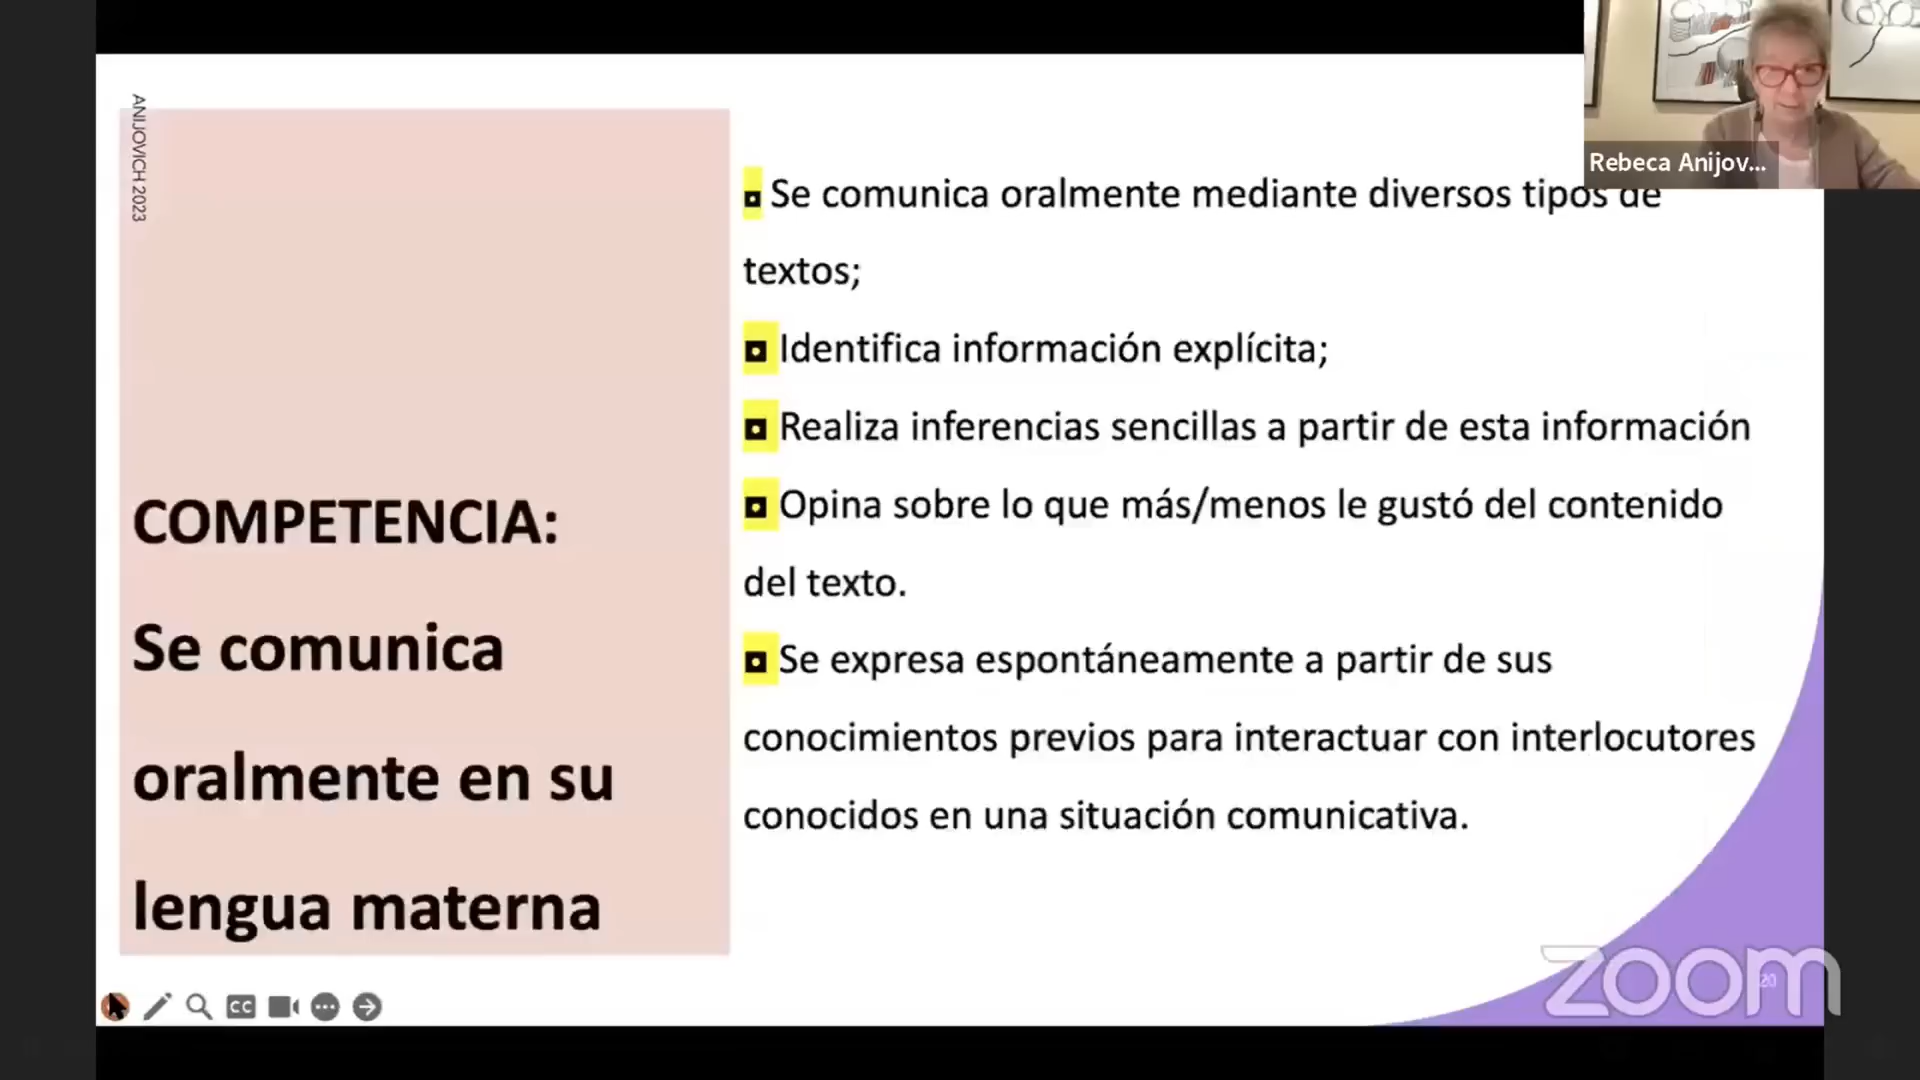 ANIJOVICH 2023
COMPETENCIA:
Se comunica
oralmente en su
lengua materna
Se comunica oralmente mediante diversos tipos de
textos;
Identifica información explícita;
Realiza inferencias sencillas a partir de esta información
Opina sobre lo que más/menos le gustó del contenido
del texto.
Se expresa espontáneamente a partir de sus
conocimientos previos para interactuar con interlocutores
conocidos en una situación comunicativa.
Rebeca Anijov...
CC
zoom
20